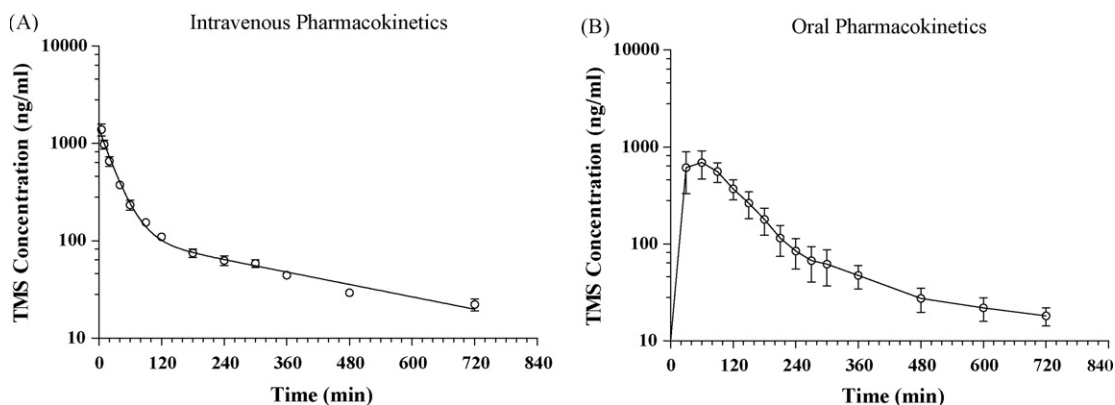 (A) Intravenous Pharmacokinetics
10000
1000
100
10
TMS Concentration (ng/ml)
0 120 240 360 480 600 720 840
Time (min)
(B) Oral Pharmacokinetics
10000
1000
100
10
TMS Concentration (ng/ml)
0 120 240 360 480 600 720 840
Time (min)